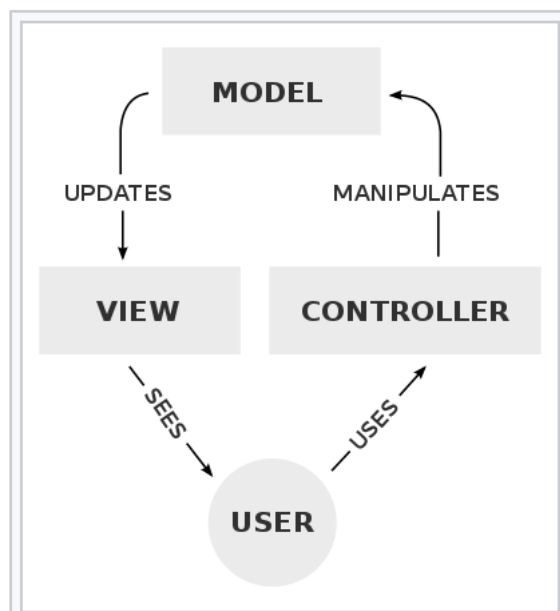 MODEL
UPDATES
MANIPULATES
VIEW
CONTROLLER
SEES
USES
USER